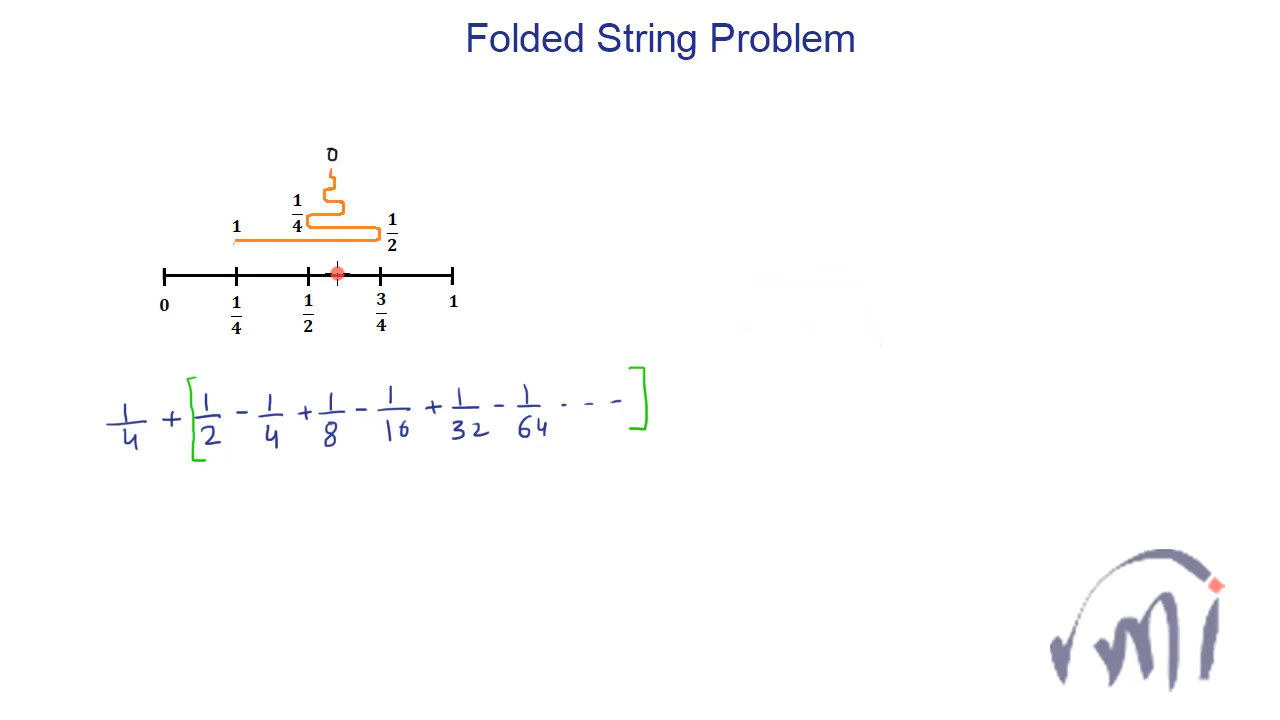 Folded String Problem
0
1/4
1 1/2
0 1/4 1/2 3/4 1
1/4 + [ 1/2 - 1/4 + 1/8 - 1/16 + 1/32 - 1/64 ---- ]
vmi